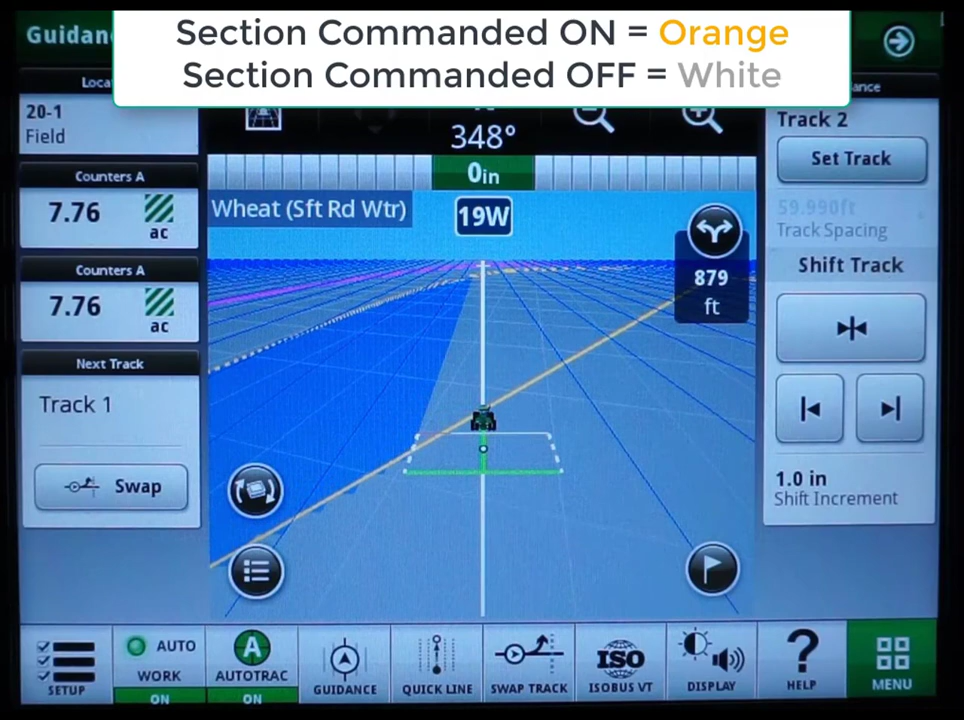 Section Commanded ON = Orange
Section Commanded OFF = White
Guidan
Loca
20-1
Field
Counters A
7.76
ac
Counters A
7.76
ac
Next Track
Track 1
Swap
348°
0in
Wheat (Sft Rd Wtr)
19W
879
ft
ance
Track 2
Set Track
59.990ft
Track Spacing
Shift Track
1.0 in
Shift Increment
SETUP
AUTO
WORK
ON
A
AUTOTRAC
ON
GUIDANCE
QUICK LINE
SWAP TRACK
ISO
ISOBUS VT
DISPLAY
?
HELP
MENU